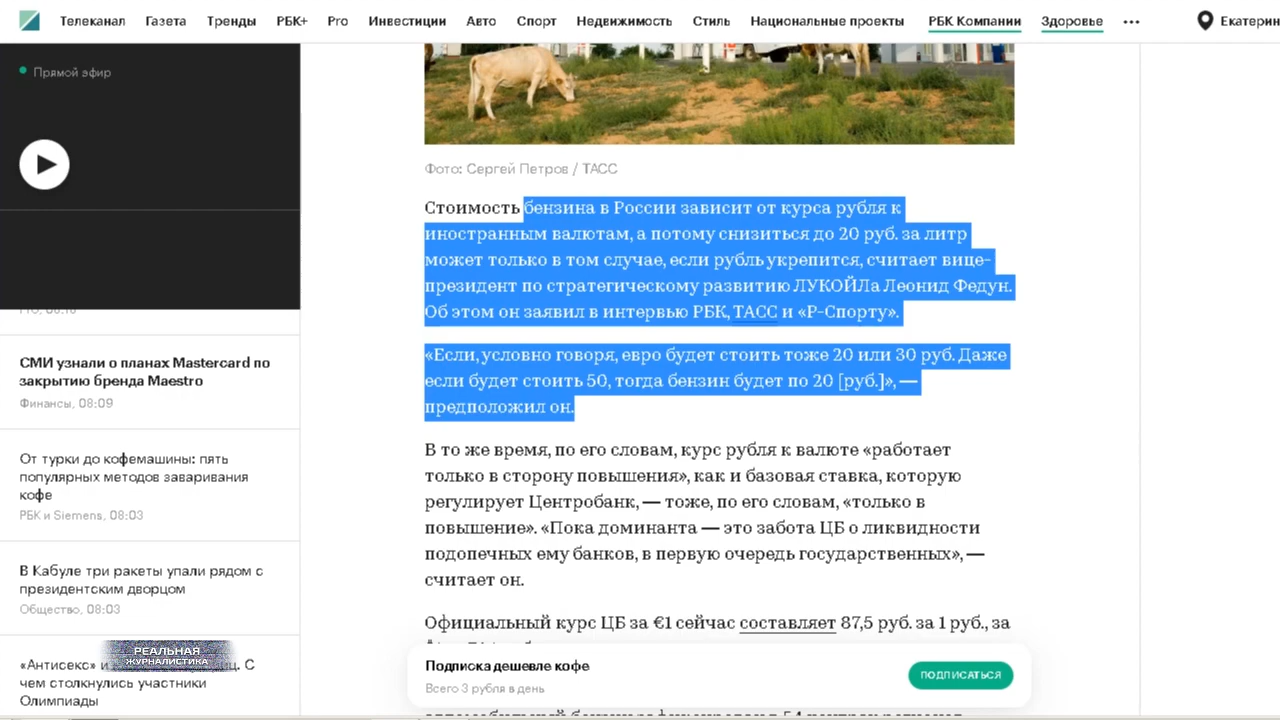 Телеканал Газета Тренды РБК+ Pro Инвестиции Авто Спорт Недвижимость Стиль Национальные проекты РБК Компании Здоровье ••• Екатерин
Прямой эфир
СМИ узнали о планах Mastercard по
закрытию бренда Maestro
Финансы, 08:09
От турки до кофемашины: пять
популярных методов заваривания
кофе
РБК и Siemens, 08:03
В Кабуле три ракеты упали рядом с
президентским дворцом
Общество, 08:03
«Антисекс» и
С
чем столкнулись участники
Олимпиады
РЕАЛЬНАЯ
ЖУРНАЛИСТИКА
Фото: Сергей Петров / ТАСС
Стоимость бензина в России зависит от курса рубля к
иностранным валютам, а потому снизиться до 20 руб. за литр
может только в том случае, если рубль укрепится, считает вице-
президент по стратегическому развитию ЛУКОЙЛа Леонид Федун.
Об этом он заявил в интервью РБК, ТАСС и «Р-Спорту».
«Если, условно говоря, евро будет стоить тоже 20 или 30 руб. Даже
если будет стоить 50, тогда бензин будет по 20 [руб.]», —
предположил он.
В то же время, по его словам, курс рубля к валюте «работает
только в сторону повышения», как и базовая ставка, которую
регулирует Центробанк, — тоже, по его словам, «только в
повышение». «Пока доминанта — это забота ЦБ о ликвидности
подопечных ему банков, в первую очередь государственных», —
считает он.
Официальный курс ЦБ за €1 сейчас составляет 87,5 руб. за 1 руб., за
Подписка дешевле кофе
Всего 3 рубля в день
ПОДПИСАТЬСЯ